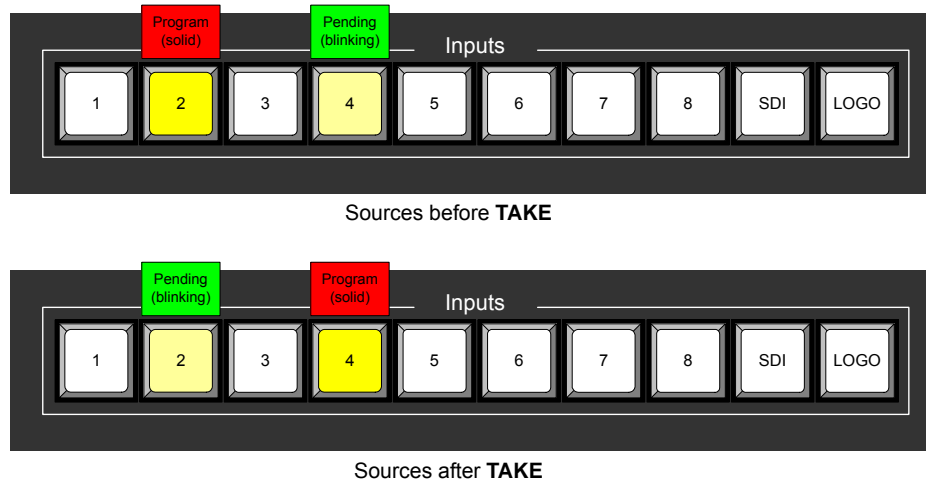 Program
(solid)
Pending
(blinking)
Inputs
1 2 3 4 5 6 7 8 SDI LOGO
Sources before TAKE
Pending
(blinking)
Program
(solid)
Inputs
1 2 3 4 5 6 7 8 SDI LOGO
Sources after TAKE